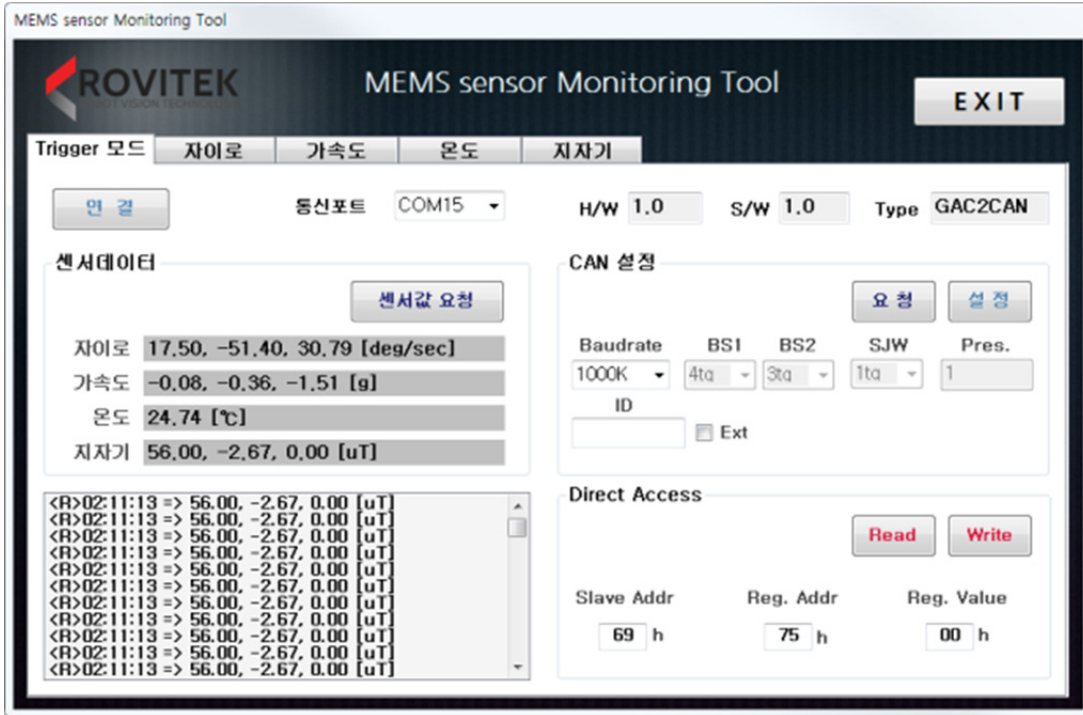 MEMS sensor Monitoring Tool
ROVITEK
ROBOT VISION TECHNOLOGY
MEMS sensor Monitoring Tool
EXIT
Trigger 모드 자이로 가속도 온도 지자기
연 결 통신포트 COM15 H/W 1.0 S/W 1.0 Type GAC2CAN
센서데이터
센서값 요청
자이로 17.50, -51.40, 30.79 [deg/sec]
가속도 -0.08, -0.36, -1.51 [g]
온도 24.74 [℃]
지자기 56.00, -2.67, 0.00 [uT]
CAN 설정
요 청 설 정
Baudrate BS1 BS2 SJW Pres.
1000K 4tq 3tq 1tq 1
ID
Ext
<R>02:11:13 => 56.00, -2.67, 0.00 [uT]
<R>02:11:13 => 56.00, -2.67, 0.00 [uT]
<R>02:11:13 => 56.00, -2.67, 0.00 [uT]
<R>02:11:13 => 56.00, -2.67, 0.00 [uT]
<R>02:11:13 => 56.00, -2.67, 0.00 [uT]
<R>02:11:13 => 56.00, -2.67, 0.00 [uT]
<R>02:11:13 => 56.00, -2.67, 0.00 [uT]
<R>02:11:13 => 56.00, -2.67, 0.00 [uT]
<R>02:11:13 => 56.00, -2.67, 0.00 [uT]
<R>02:11:13 => 56.00, -2.67, 0.00 [uT]
<R>02:11:13 => 56.00, -2.67, 0.00 [uT]
Direct Access
Read Write
Slave Addr Reg. Addr Reg. Value
69 h 75 h 00 h